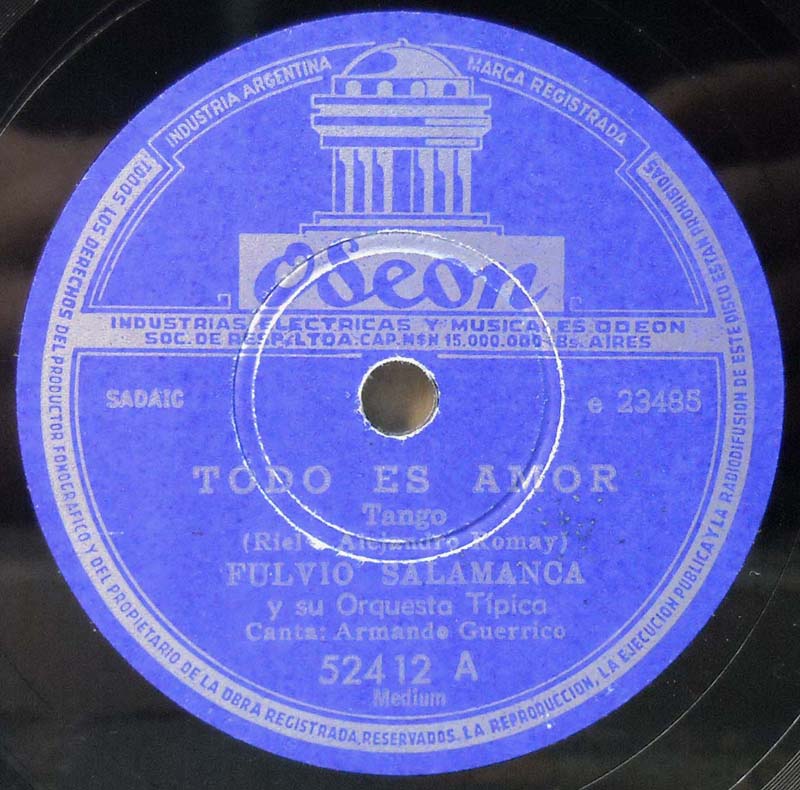 INDUSTRIA ARGENTINA
MARCA REGISTRADA
Odeon
INDUSTRIAS ELECTRICAS Y MUSICALES ODEON
SOC. DE RESP. LTDA. CAP. M$N 15.000.000 - Bs. AIRES
SADAIC
e 23485
TODO ES AMOR
Tango
(Riel - Alejandro Romay)
FULVIO SALAMANCA
y su Orquesta Típica
Canta: Armando Guerrico
52412 A
Medium
TODOS LOS DERECHOS DEL PRODUCTOR FONOGRAFICO Y DEL PROPIETARIO DE LA OBRA REGISTRADA, RESERVADOS. LA REPRODUCCION, LA EJECUCION PUBLICA Y LA RADIODIFUSION DE ESTE DISCO ESTAN PROHIBIDAS